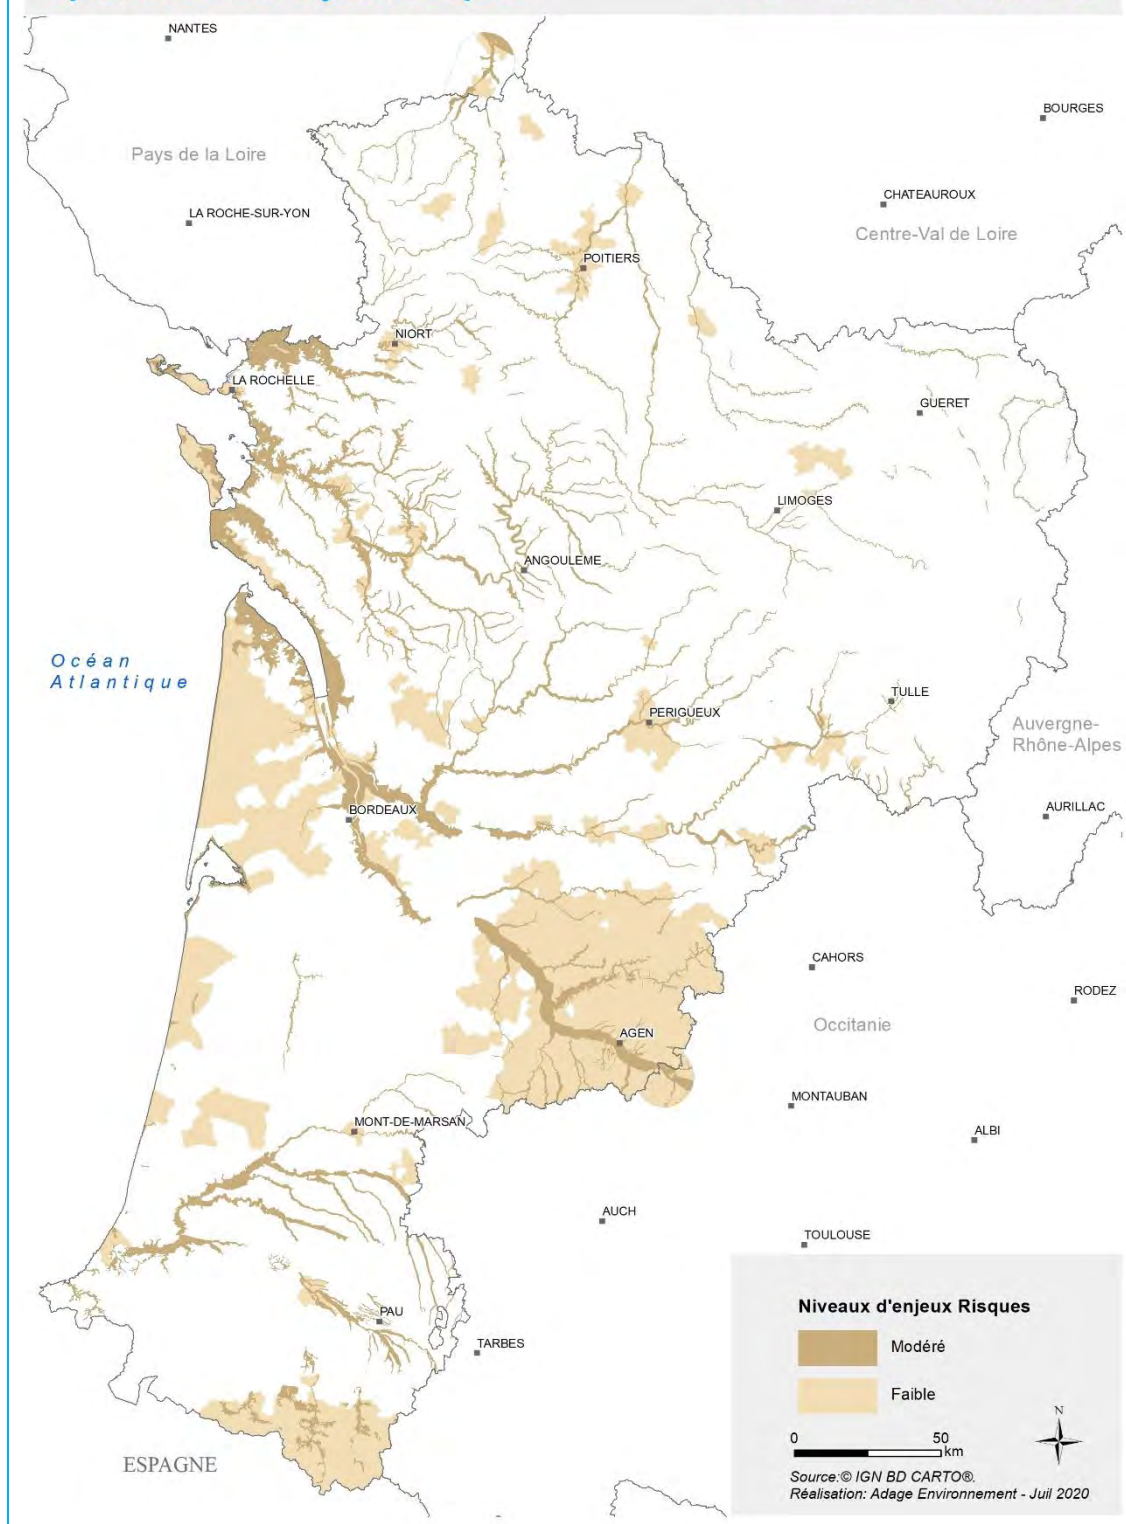 NANTES
BOURGES
Pays de la Loire
CHATEAUROUX
LA ROCHE-SUR-YON
Centre-Val de Loire
POITIERS
NIORT
LA ROCHELLE
GUERET
LIMOGES
ANGOULEME
Océan
Atlantique
TULLE
PERIGUEUX
Auvergne-
Rhône-Alpes
AURILLAC
BORDEAUX
CAHORS
RODEZ
Occitanie
AGEN
MONTAUBAN
MONT-DE-MARSAN
ALBI
AUCH
TOULOUSE
PAU
TARBES
ESPAGNE
Niveaux d'enjeux Risques
Modéré
Faible
N
0 50
km
Source:© IGN BD CARTO®.
Réalisation: Adage Environnement - Juil 2020